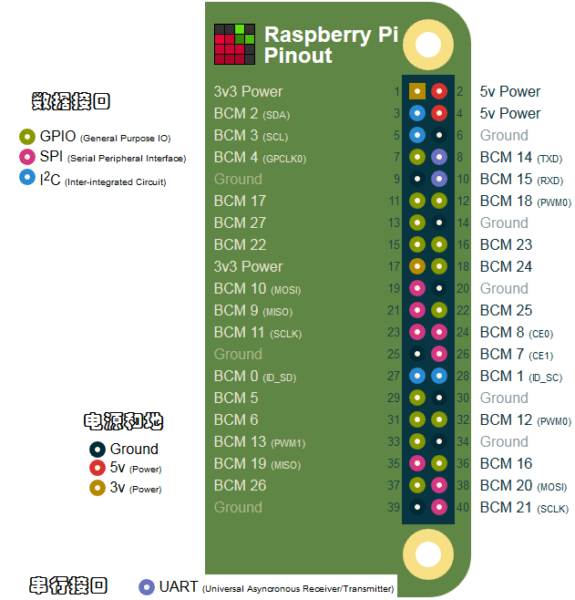 Raspberry Pi
Pinout
数据接口
GPIO (General Purpose IO)
SPI (Serial Peripheral Interface)
I²C (Inter-integrated Circuit)
3v3 Power 1 2 5v Power
BCM 2 (SDA) 3 4 5v Power
BCM 3 (SCL) 5 6 Ground
BCM 4 (GPCLK0) 7 8 BCM 14 (TXD)
Ground 9 10 BCM 15 (RXD)
BCM 17 11 12 BCM 18 (PWM0)
BCM 27 13 14 Ground
BCM 22 15 16 BCM 23
3v3 Power 17 18 BCM 24
BCM 10 (MOSI) 19 20 Ground
BCM 9 (MISO) 21 22 BCM 25
BCM 11 (SCLK) 23 24 BCM 8 (CE0)
Ground 25 26 BCM 7 (CE1)
BCM 0 (ID_SD) 27 28 BCM 1 (ID_SC)
BCM 5 29 30 Ground
BCM 6 31 32 BCM 12 (PWM0)
BCM 13 (PWM1) 33 34 Ground
BCM 19 (MISO) 35 36 BCM 16
BCM 26 37 38 BCM 20 (MOSI)
Ground 39 40 BCM 21 (SCLK)
电源和地
Ground
5v (Power)
3v (Power)
串行接口
UART (Universal Asyncronous Receiver/Transmitter)